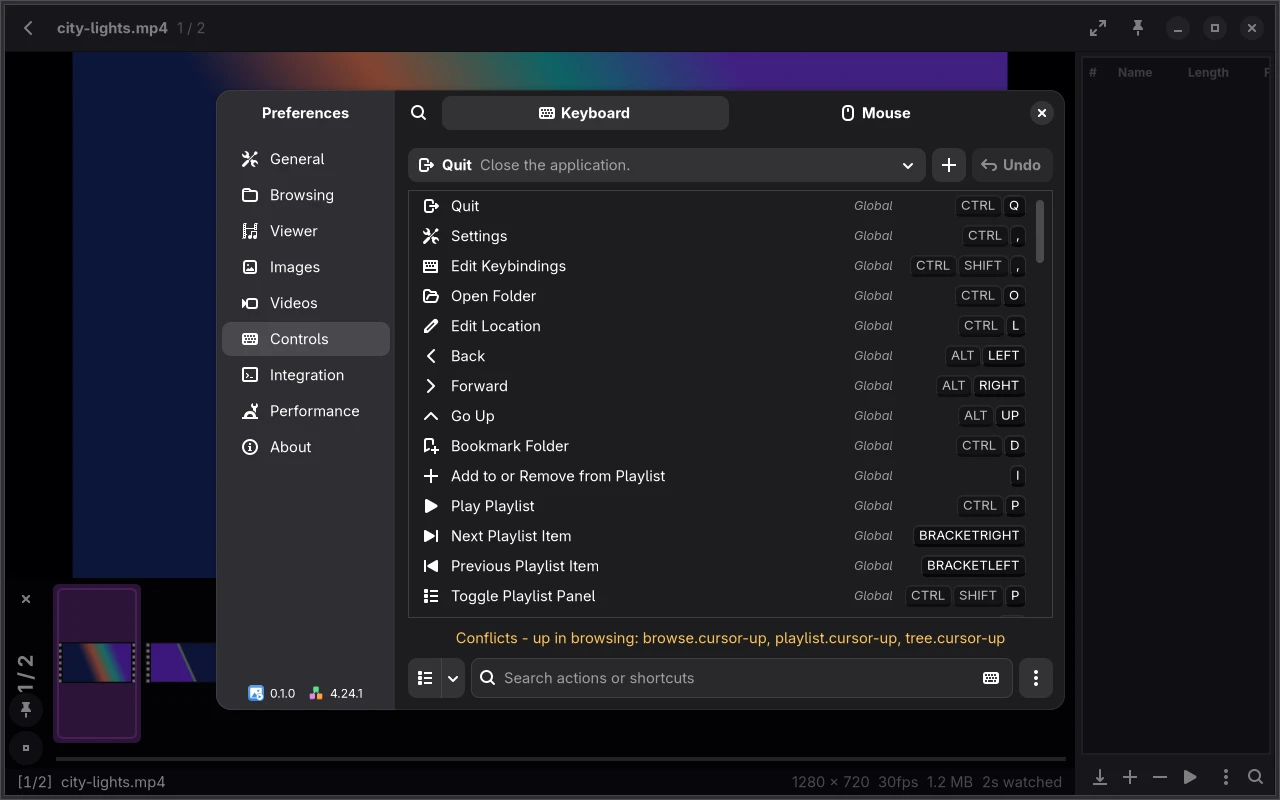 city-lights.mp4 1 / 2
# Name Length
Preferences
Keyboard
Mouse
General
Browsing
Viewer
Images
Videos
Controls
Integration
Performance
About
0.1.0 4.24.1
Quit Close the application.
Undo
Quit Global CTRL Q
Settings Global CTRL ,
Edit Keybindings Global CTRL SHIFT ,
Open Folder Global CTRL O
Edit Location Global CTRL L
Back Global ALT LEFT
Forward Global ALT RIGHT
Go Up Global ALT UP
Bookmark Folder Global CTRL D
Add to or Remove from Playlist Global I
Play Playlist Global CTRL P
Next Playlist Item Global BRACKETRIGHT
Previous Playlist Item Global BRACKETLEFT
Toggle Playlist Panel Global CTRL SHIFT P
Conflicts - up in browsing: browse.cursor-up, playlist.cursor-up, tree.cursor-up
Search actions or shortcuts
1 / 2
[1/2] city-lights.mp4
1280 × 720 30fps 1.2 MB 2s watched